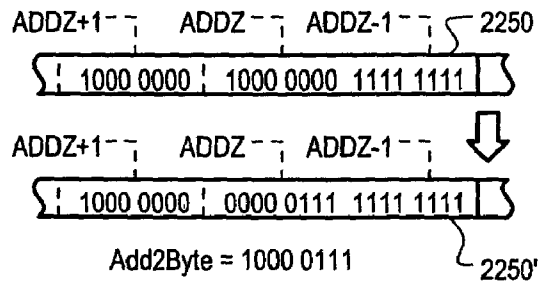 ADDZ+1 ADDZ ADDZ-1 2250
1000 0000 1000 0000 1111 1111
ADDZ+1 ADDZ ADDZ-1
1000 0000 0000 0111 1111 1111
Add2Byte = 1000 0111 2250'